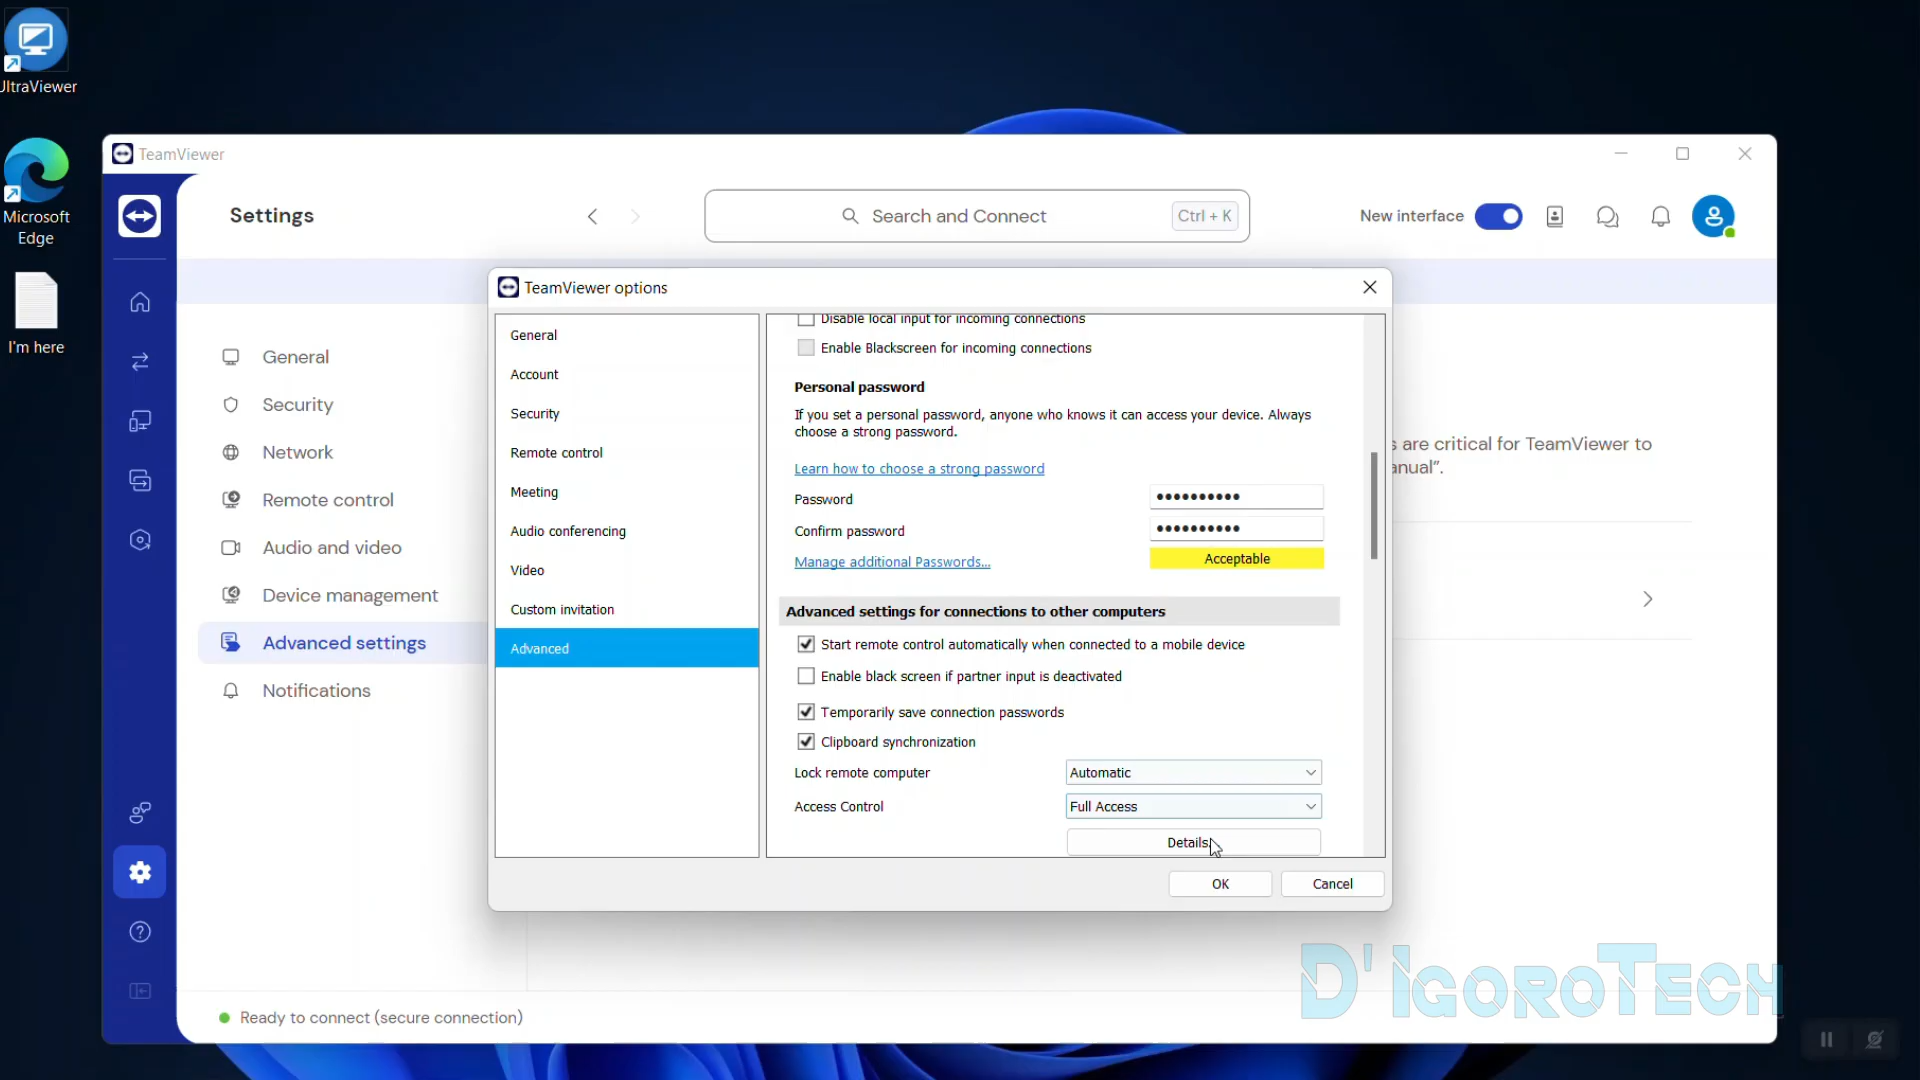 UltraViewer
Microsoft
Edge
I'm here
TeamViewer
Settings
Search and Connect
Ctrl + K
New interface
General
Security
Network
Remote control
Audio and video
Device management
Advanced settings
Notifications
s are critical for TeamViewer to
anual”.
Ready to connect (secure connection)
TeamViewer options
General
Account
Security
Remote control
Meeting
Audio conferencing
Video
Custom invitation
Advanced
Disable local input for incoming connections
Enable Blackscreen for incoming connections
Personal password
If you set a personal password, anyone who knows it can access your device. Always
choose a strong password.
Learn how to choose a strong password
Password ••••••••••
Confirm password ••••••••••
Manage additional Passwords...
Acceptable
Advanced settings for connections to other computers
Start remote control automatically when connected to a mobile device
Enable black screen if partner input is deactivated
Temporarily save connection passwords
Clipboard synchronization
Lock remote computer Automatic
Access Control Full Access
Details
OK Cancel
D'IGOROTECH